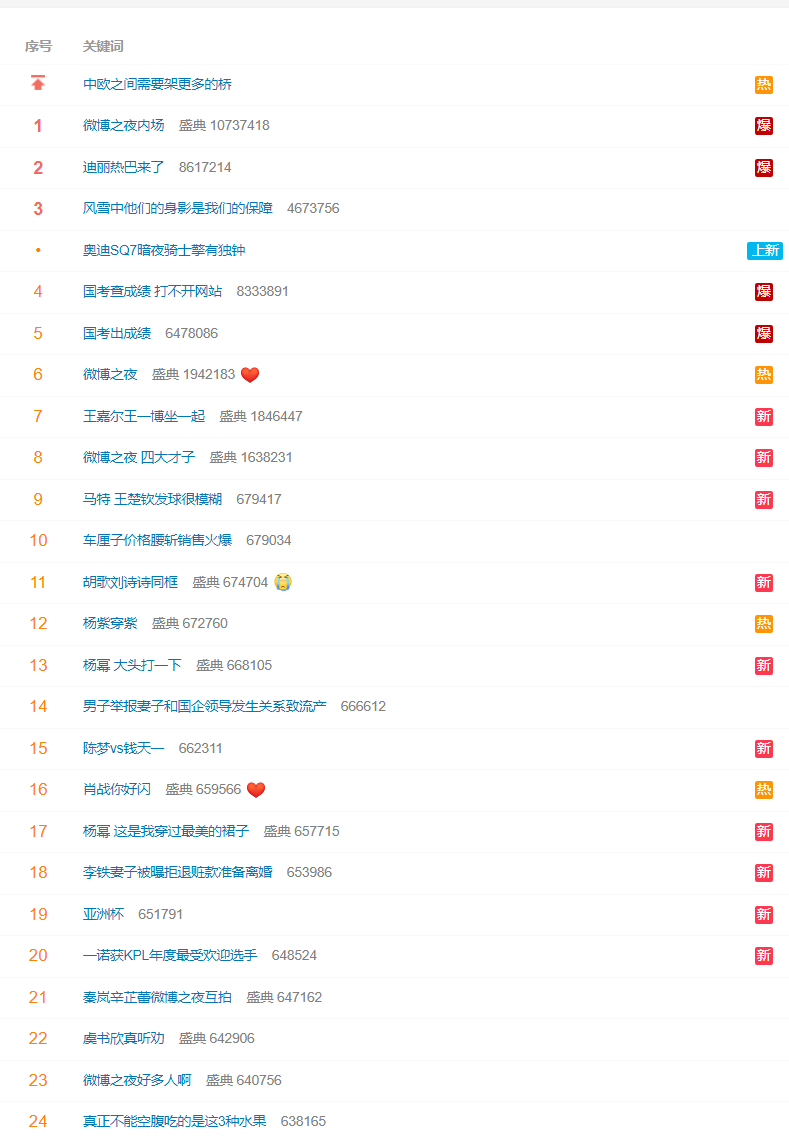 序号 关键词
中欧之间需要架更多的桥 热
1 微博之夜内场 盛典 10737418 爆
2 迪丽热巴来了 8617214 爆
3 风雪中他们的身影是我们的保障 4673756
• 奥迪SQ7暗夜骑士擎有独钟 上新
4 国考查成绩 打不开网站 8333891 爆
5 国考出成绩 6478086 爆
6 微博之夜 盛典 1942183 热
7 王嘉尔王一博坐一起 盛典 1846447 新
8 微博之夜 四大才子 盛典 1638231 新
9 马特 王楚钦发球很模糊 679417 新
10 车厘子价格腰斩销售火爆 679034
11 胡歌刘诗诗同框 盛典 674704 新
12 杨紫穿紫 盛典 672760 热
13 杨幂 大头打一下 盛典 668105 新
14 男子举报妻子和国企领导发生关系致流产 666612
15 陈梦vs钱天一 662311 新
16 肖战你好闪 盛典 659566 热
17 杨幂 这是我穿过最美的裙子 盛典 657715 新
18 李铁妻子被曝拒退赃款准备离婚 653986 新
19 亚洲杯 651791 新
20 一诺获KPL年度最受欢迎选手 648524 新
21 秦岚辛芷蕾微博之夜互拍 盛典 647162
22 虞书欣真听劝 盛典 642906
23 微博之夜好多人啊 盛典 640756
24 真正不能空腹吃的是这3种水果 638165